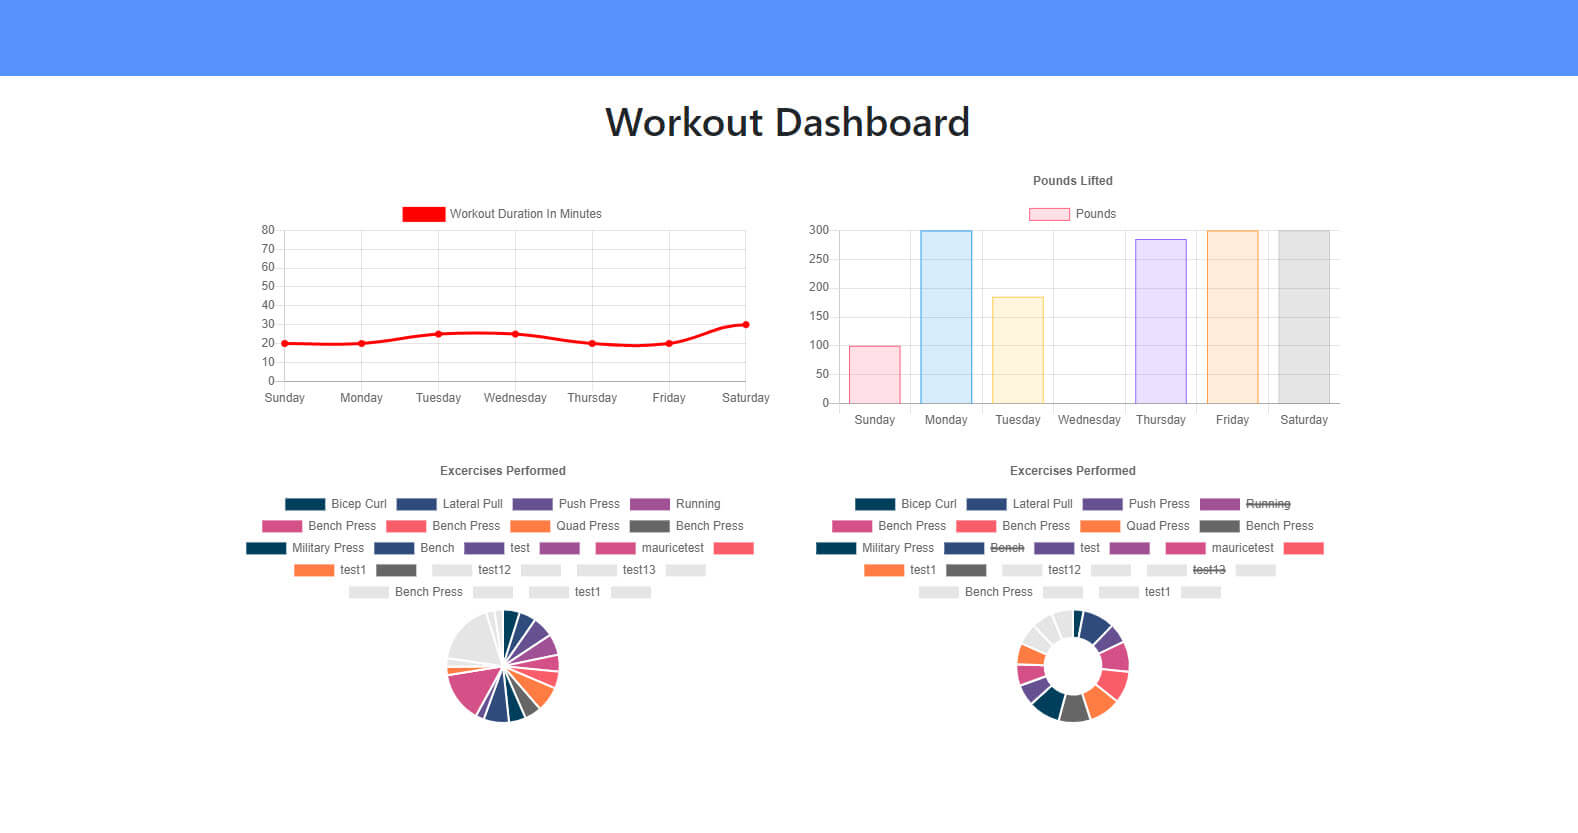 Workout Dashboard
Workout Duration In Minutes
80
70
60
50
40
30
20
10
0
Sunday Monday Tuesday Wednesday Thursday Friday Saturday
Pounds Lifted
Pounds
300
250
200
150
100
50
0
Sunday Monday Tuesday Wednesday Thursday Friday Saturday
Excercises Performed
Bicep Curl Lateral Pull Push Press Running
Bench Press Bench Press Quad Press Bench Press
Military Press Bench test mauricetest
test1 test12 test13
Bench Press test1
Excercises Performed
Bicep Curl Lateral Pull Push Press Running
Bench Press Bench Press Quad Press Bench Press
Military Press Bench test mauricetest
test1 test12 test13
Bench Press test1